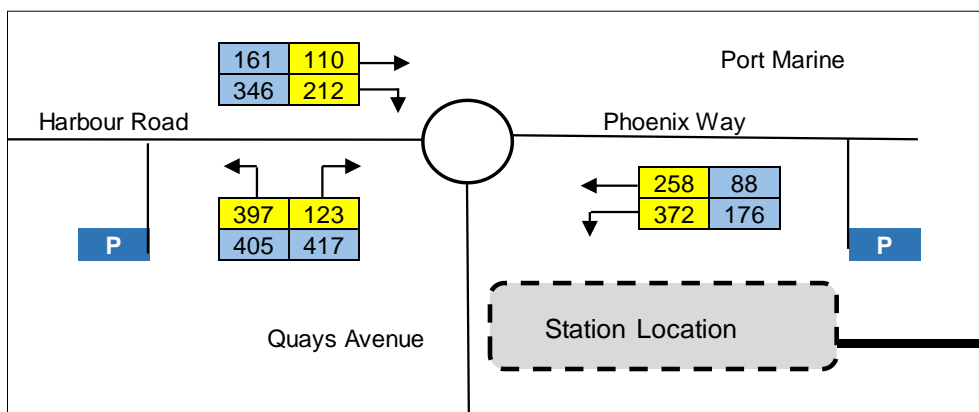 161 110
Port Marine
346 212
Harbour Road
Phoenix Way
258 88
397 123
372 176
405 417
P
P
Station Location
Quays Avenue